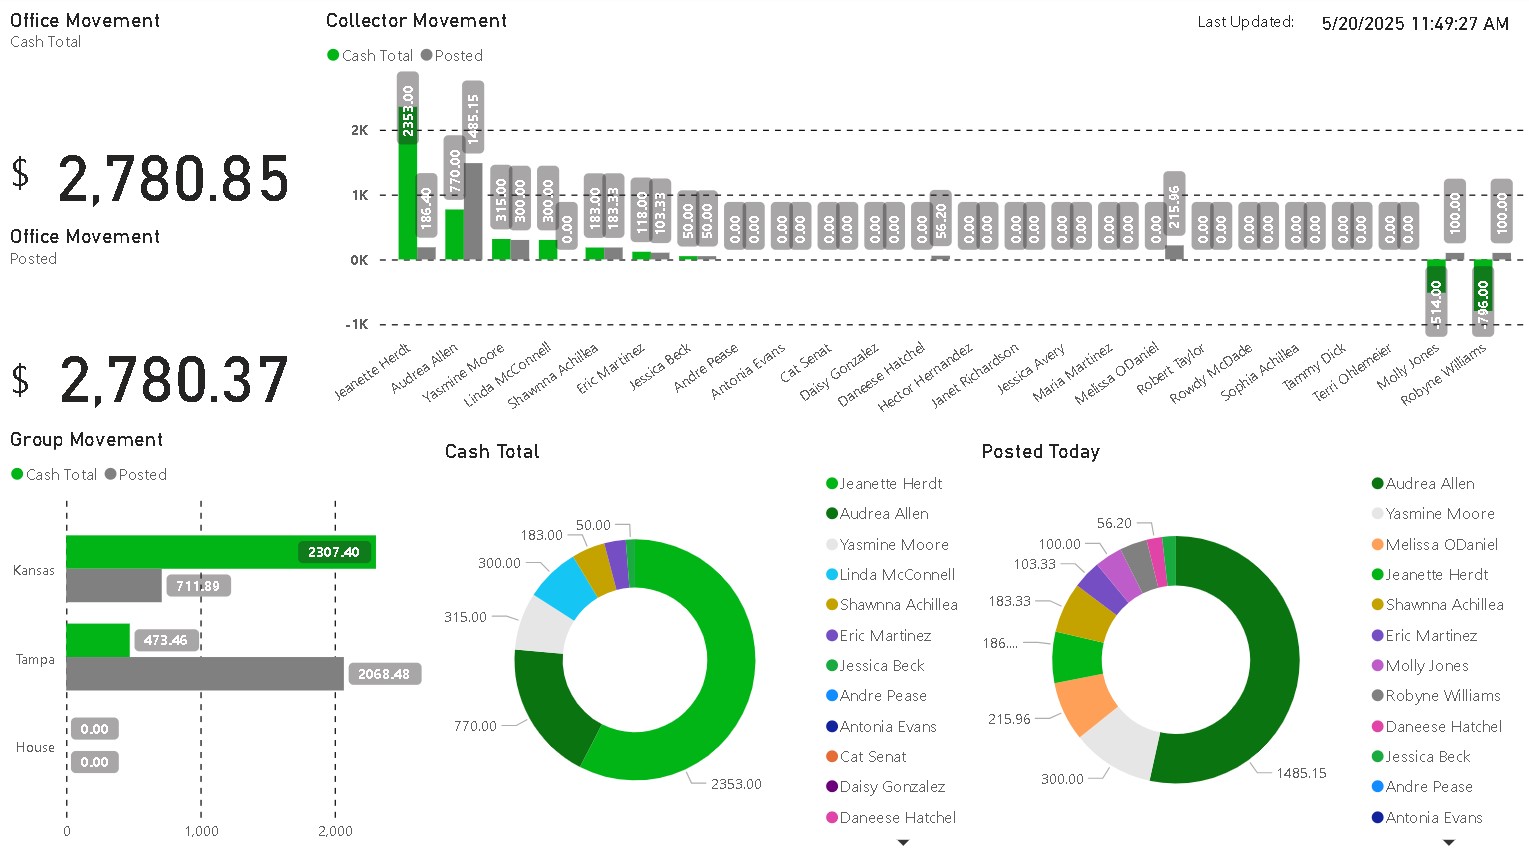 Office Movement
Cash Total
$ 2,780.85
Office Movement
Posted
$ 2,780.37
Collector Movement
Last Updated: 5/20/2025 11:49:27 AM
Cash Total Posted
2K
1K
0K
-1K
2353.00 186.40 770.00 1485.15 315.00 300.00 300.00 0.00 183.00 183.33 118.00 103.33 50.00 50.00 0.00 0.00 0.00 0.00 0.00 0.00 0.00 0.00 0.00 56.20 0.00 0.00 0.00 0.00 0.00 0.00 0.00 0.00 0.00 215.96 0.00 0.00 0.00 0.00 0.00 0.00 0.00 0.00 0.00 0.00 -514.00 100.00 -796.00 100.00
Jeanette Herdt
Audrea Allen
Yasmine Moore
Linda McConnell
Shawnna Achillea
Eric Martinez
Jessica Beck
Andre Pease
Antonia Evans
Cat Senat
Daisy Gonzalez
Daneese Hatchel
Hector Hernandez
Janet Richardson
Jessica Avery
Maria Martinez
Melissa ODaniel
Robert Taylor
Rowdy McDade
Sophia Achillea
Tammy Dick
Terri Ohlemeier
Molly Jones
Robyne Williams
Group Movement
Cash Total Posted
Kansas
2307.40
711.89
Tampa
473.46
2068.48
House
0.00
0.00
0 1,000 2,000
Cash Total
50.00
183.00
300.00
315.00
770.00
2353.00
Jeanette Herdt
Audrea Allen
Yasmine Moore
Linda McConnell
Shawnna Achillea
Eric Martinez
Jessica Beck
Andre Pease
Antonia Evans
Cat Senat
Daisy Gonzalez
Daneese Hatchel
Posted Today
56.20
100.00
103.33
183.33
186....
215.96
300.00
1485.15
Audrea Allen
Yasmine Moore
Melissa ODaniel
Jeanette Herdt
Shawnna Achillea
Eric Martinez
Molly Jones
Robyne Williams
Daneese Hatchel
Jessica Beck
Andre Pease
Antonia Evans